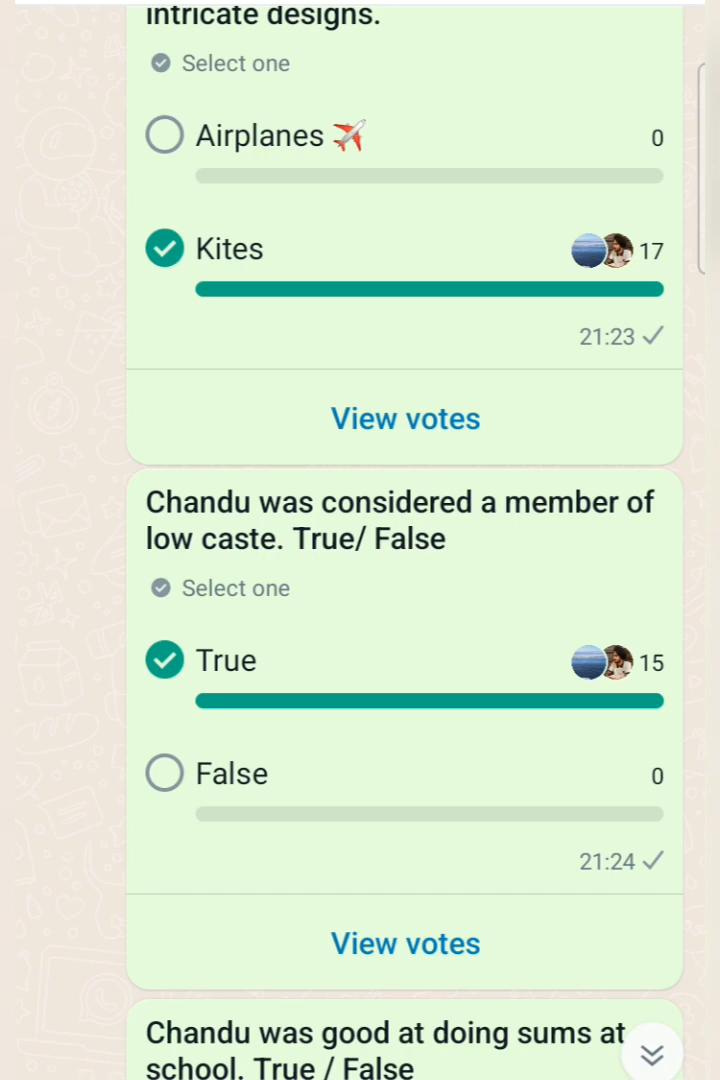 intricate designs.
Select one
Airplanes ✈️ 0
Kites 17
21:23
View votes
Chandu was considered a member of
low caste. True/ False
Select one
True 15
False 0
21:24
View votes
Chandu was good at doing sums at
school. True / False